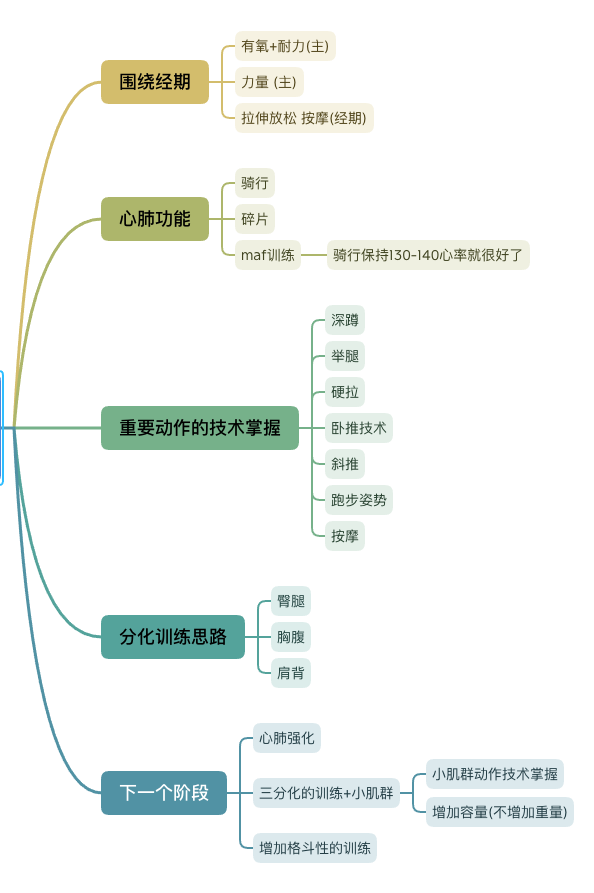 围绕经期
有氧+耐力(主)
力量 (主)
拉伸放松 按摩(经期)
心肺功能
骑行
碎片
maf训练
骑行保持130-140心率就很好了
重要动作的技术掌握
深蹲
举腿
硬拉
卧推技术
斜推
跑步姿势
按摩
分化训练思路
臀腿
胸腹
肩背
下一个阶段
心肺强化
三分化的训练+小肌群
小肌群动作技术掌握
增加容量(不增加重量)
增加格斗性的训练